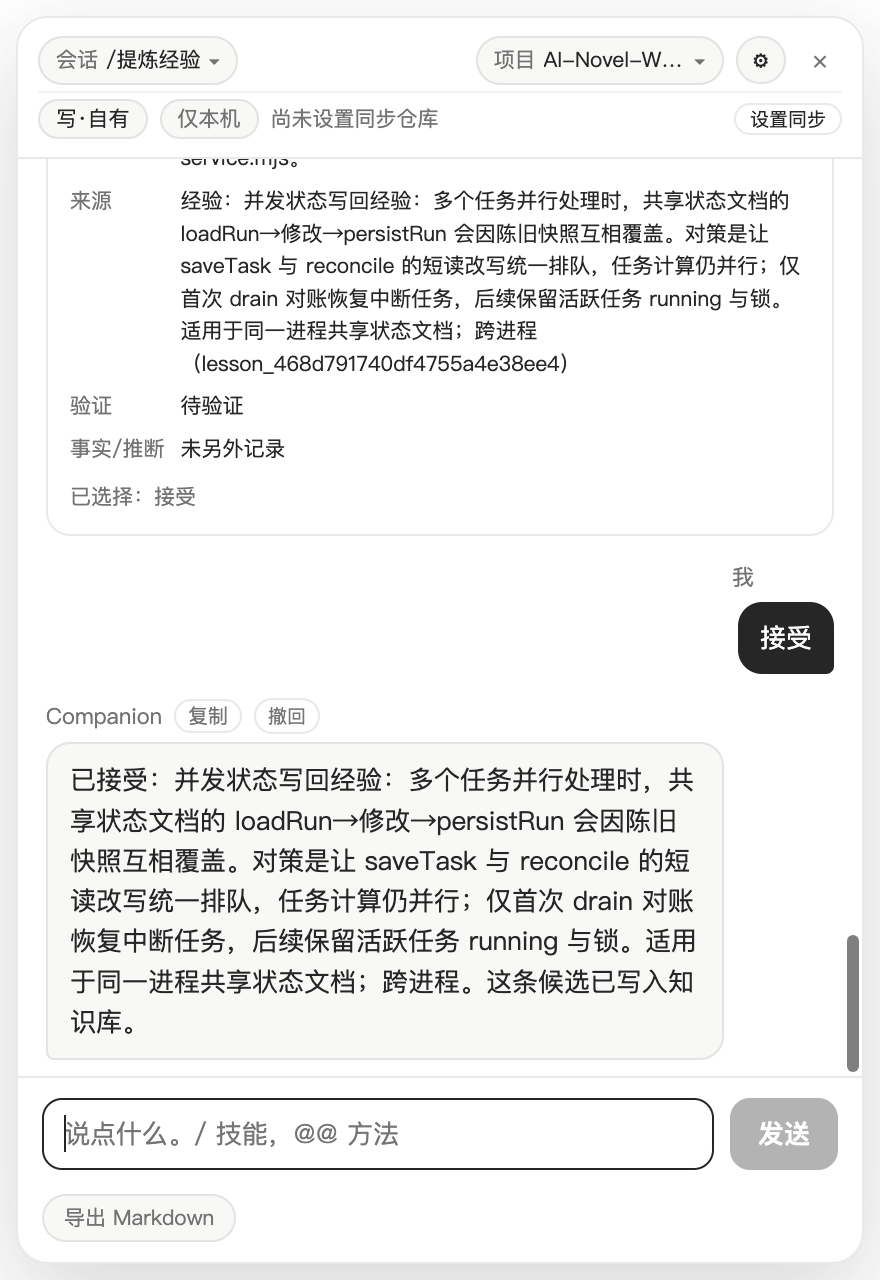 会话 /提炼经验
项目 AI-Novel-W...
写·自有 仅本机 尚未设置同步仓库 设置同步
service.mjs。
来源 经验：并发状态写回经验：多个任务并行处理时，共享状态文档的
loadRun→修改→persistRun 会因陈旧快照互相覆盖。对策是让
saveTask 与 reconcile 的短读改写统一排队，任务计算仍并行；仅
首次 drain 对账恢复中断任务，后续保留活跃任务 running 与锁。
适用于同一进程共享状态文档；跨进程
（lesson_468d791740df4755a4e38ee4）
验证 待验证
事实/推断 未另外记录
已选择：接受
我
接受
Companion 复制 撤回
已接受：并发状态写回经验：多个任务并行处理时，共
享状态文档的 loadRun→修改→persistRun 会因陈旧
快照互相覆盖。对策是让 saveTask 与 reconcile 的短
读改写统一排队，任务计算仍并行；仅首次 drain 对账
恢复中断任务，后续保留活跃任务 running 与锁。适用
于同一进程共享状态文档；跨进程。这条候选已写入知
识库。
说点什么。/ 技能，@@ 方法
发送
导出 Markdown